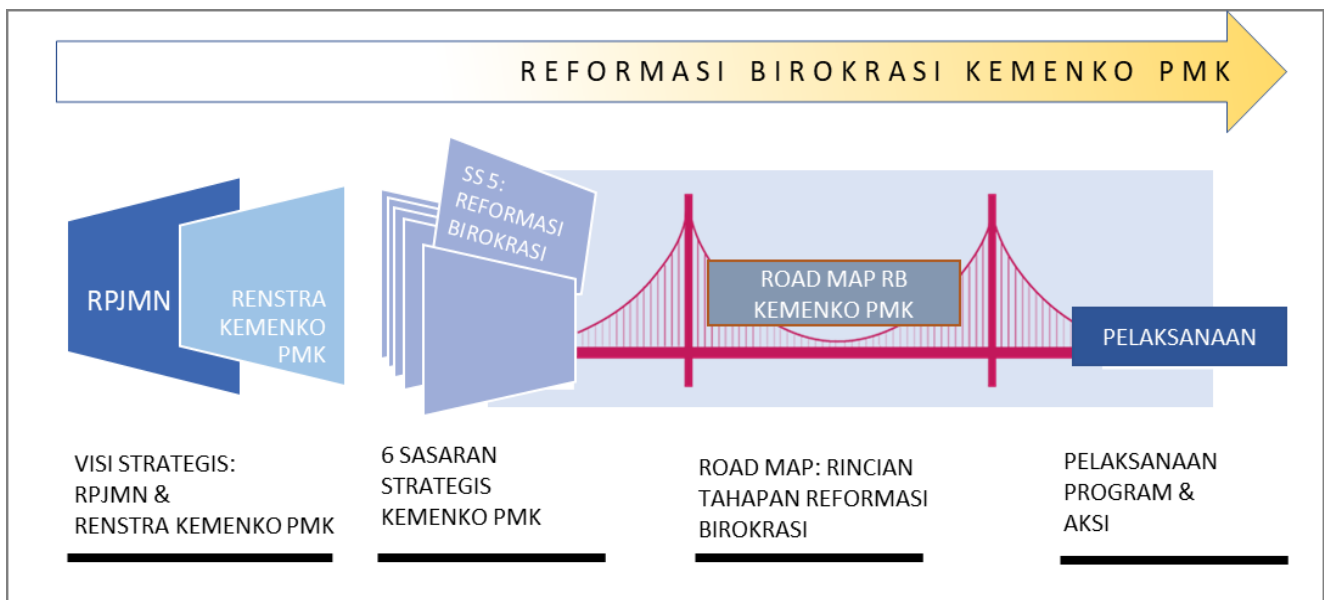 REFORMASI BIROKRASI KEMENKO PMK
SS 5:
REFORMASI
BIROKRASI
RPJMN
RENSTRA
KEMENKO
PMK
ROAD MAP RB
KEMENKO PMK
PELAKSANAAN
VISI STRATEGIS:
RPJMN &
RENSTRA KEMENKO PMK
6 SASARAN
STRATEGIS
KEMENKO PMK
ROAD MAP: RINCIAN
TAHAPAN REFORMASI
BIROKRASI
PELAKSANAAN
PROGRAM &
AKSI